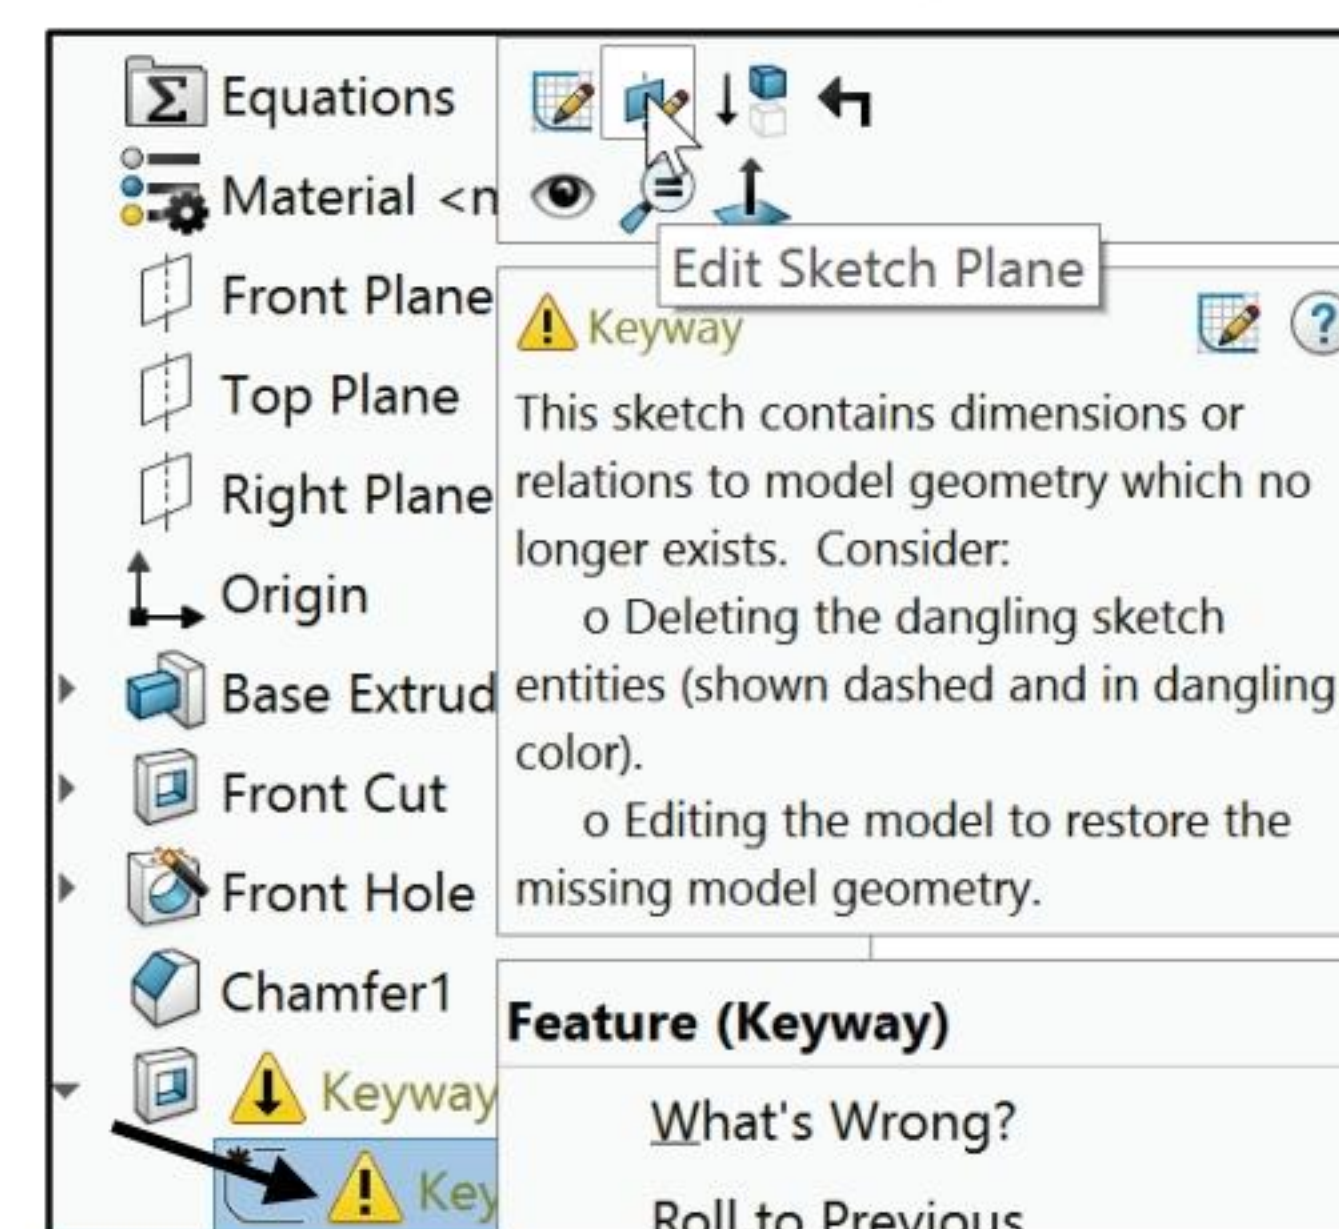 Equations
Material <n
Front Plane
Top Plane
Right Plane
Origin
Base Extrud
Front Cut
Front Hole
Chamfer1
Keyway
Key
Edit Sketch Plane
Keyway
This sketch contains dimensions or
relations to model geometry which no
longer exists.  Consider:
o Deleting the dangling sketch
entities (shown dashed and in dangling
color).
o Editing the model to restore the
missing model geometry.
Feature (Keyway)
What's Wrong?
Roll to Previous